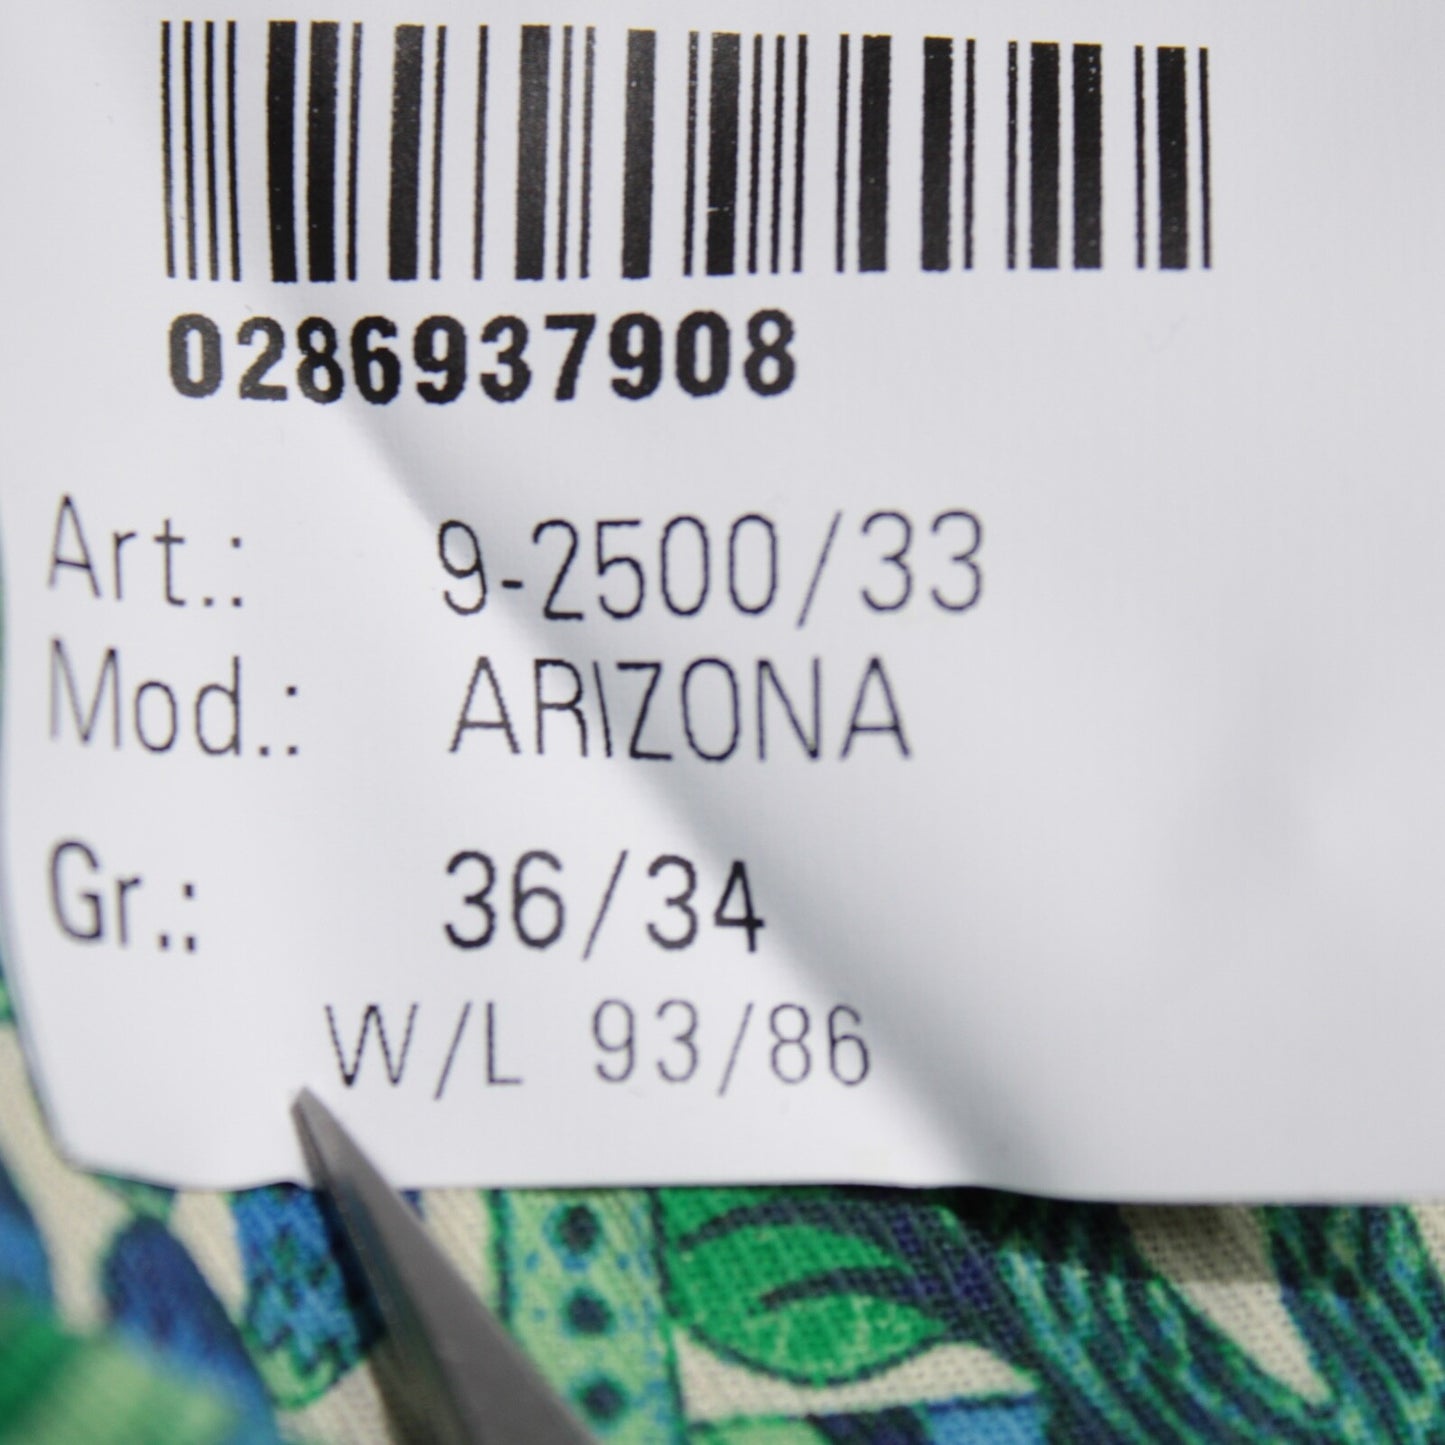 0286937908
Art.: 9-2500/33
Mod.: ARIZONA
Gr.: 36/34
W/L 93/86